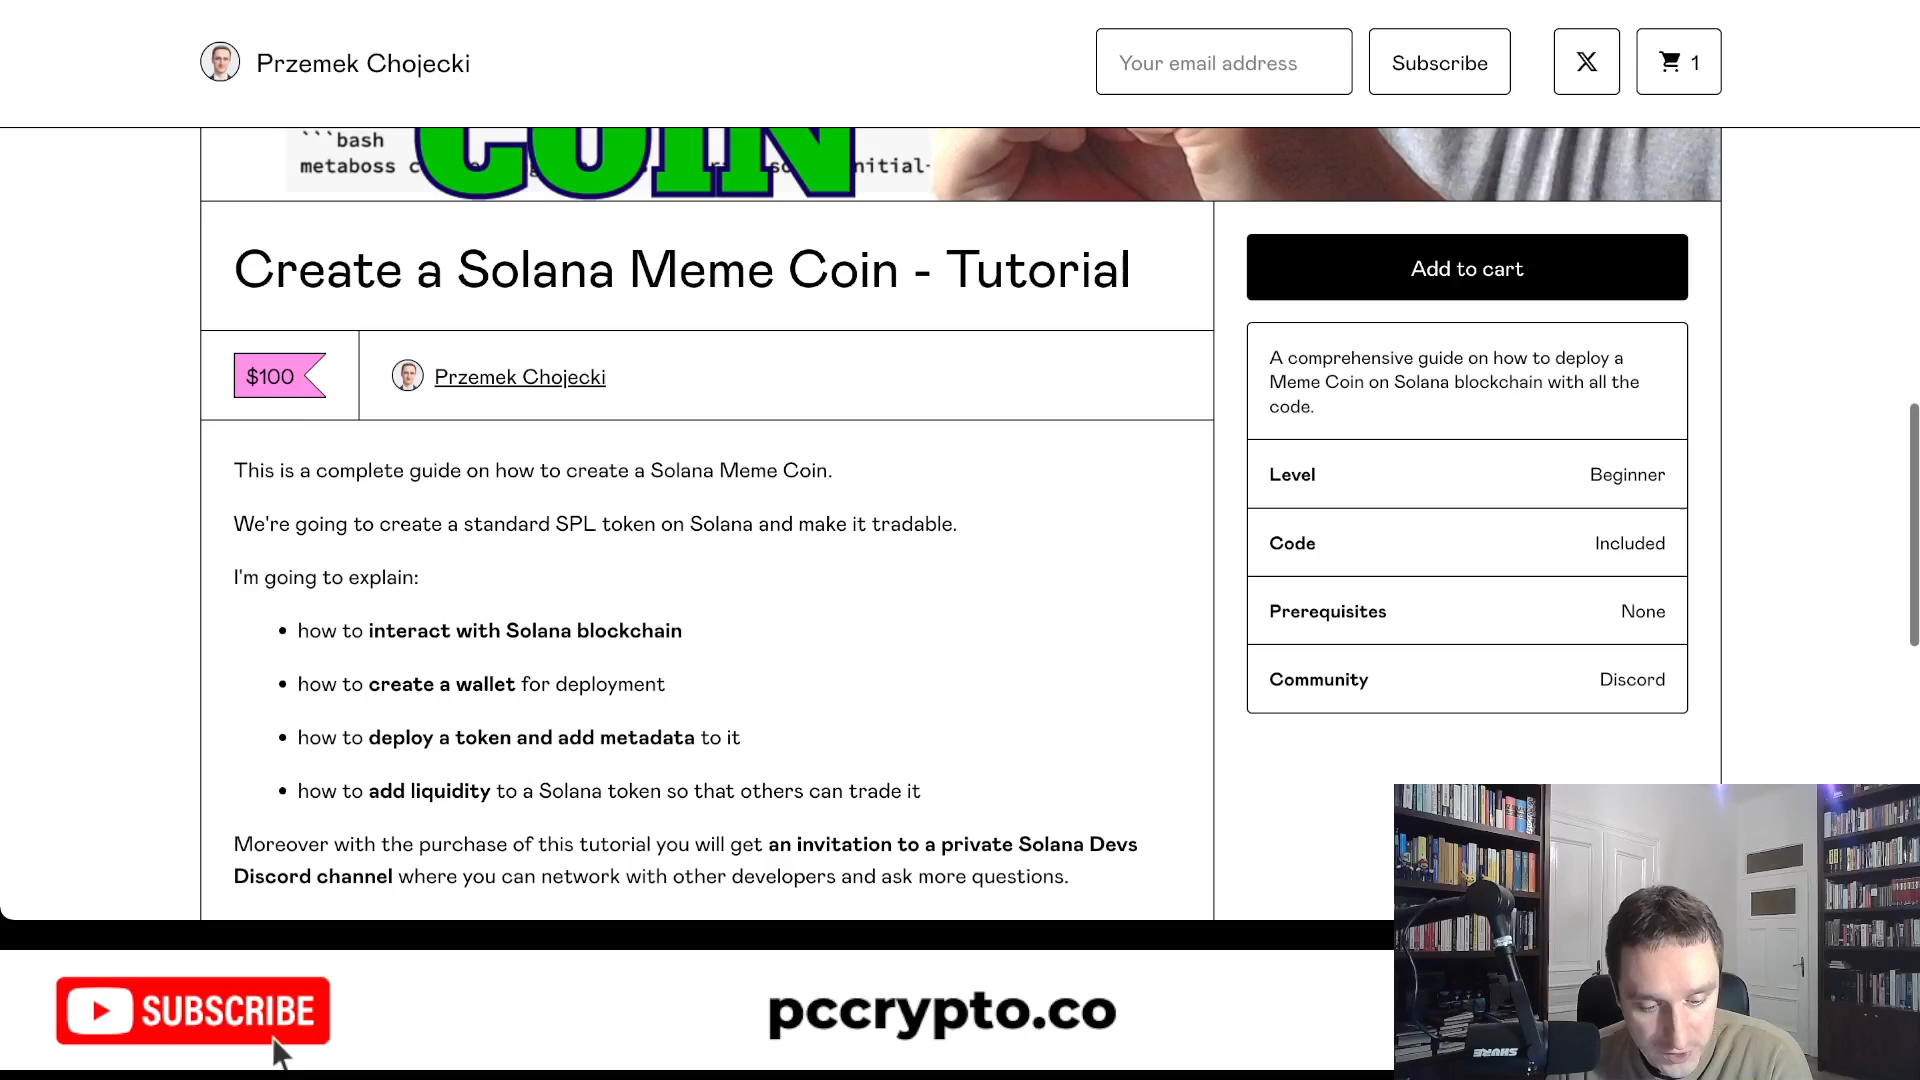 Przemek Chojecki
Your email address
Subscribe
1
```bash
metaboss c
nitial-
COIN
Create a Solana Meme Coin - Tutorial
$100
Przemek Chojecki
This is a complete guide on how to create a Solana Meme Coin.
We're going to create a standard SPL token on Solana and make it tradable.
I'm going to explain:
• how to interact with Solana blockchain
• how to create a wallet for deployment
• how to deploy a token and add metadata to it
• how to add liquidity to a Solana token so that others can trade it
Moreover with the purchase of this tutorial you will get an invitation to a private Solana Devs
Discord channel where you can network with other developers and ask more questions.
Add to cart
A comprehensive guide on how to deploy a
Meme Coin on Solana blockchain with all the
code.
Level Beginner
Code Included
Prerequisites None
Community Discord
SUBSCRIBE
pccrypto.co
SHURE